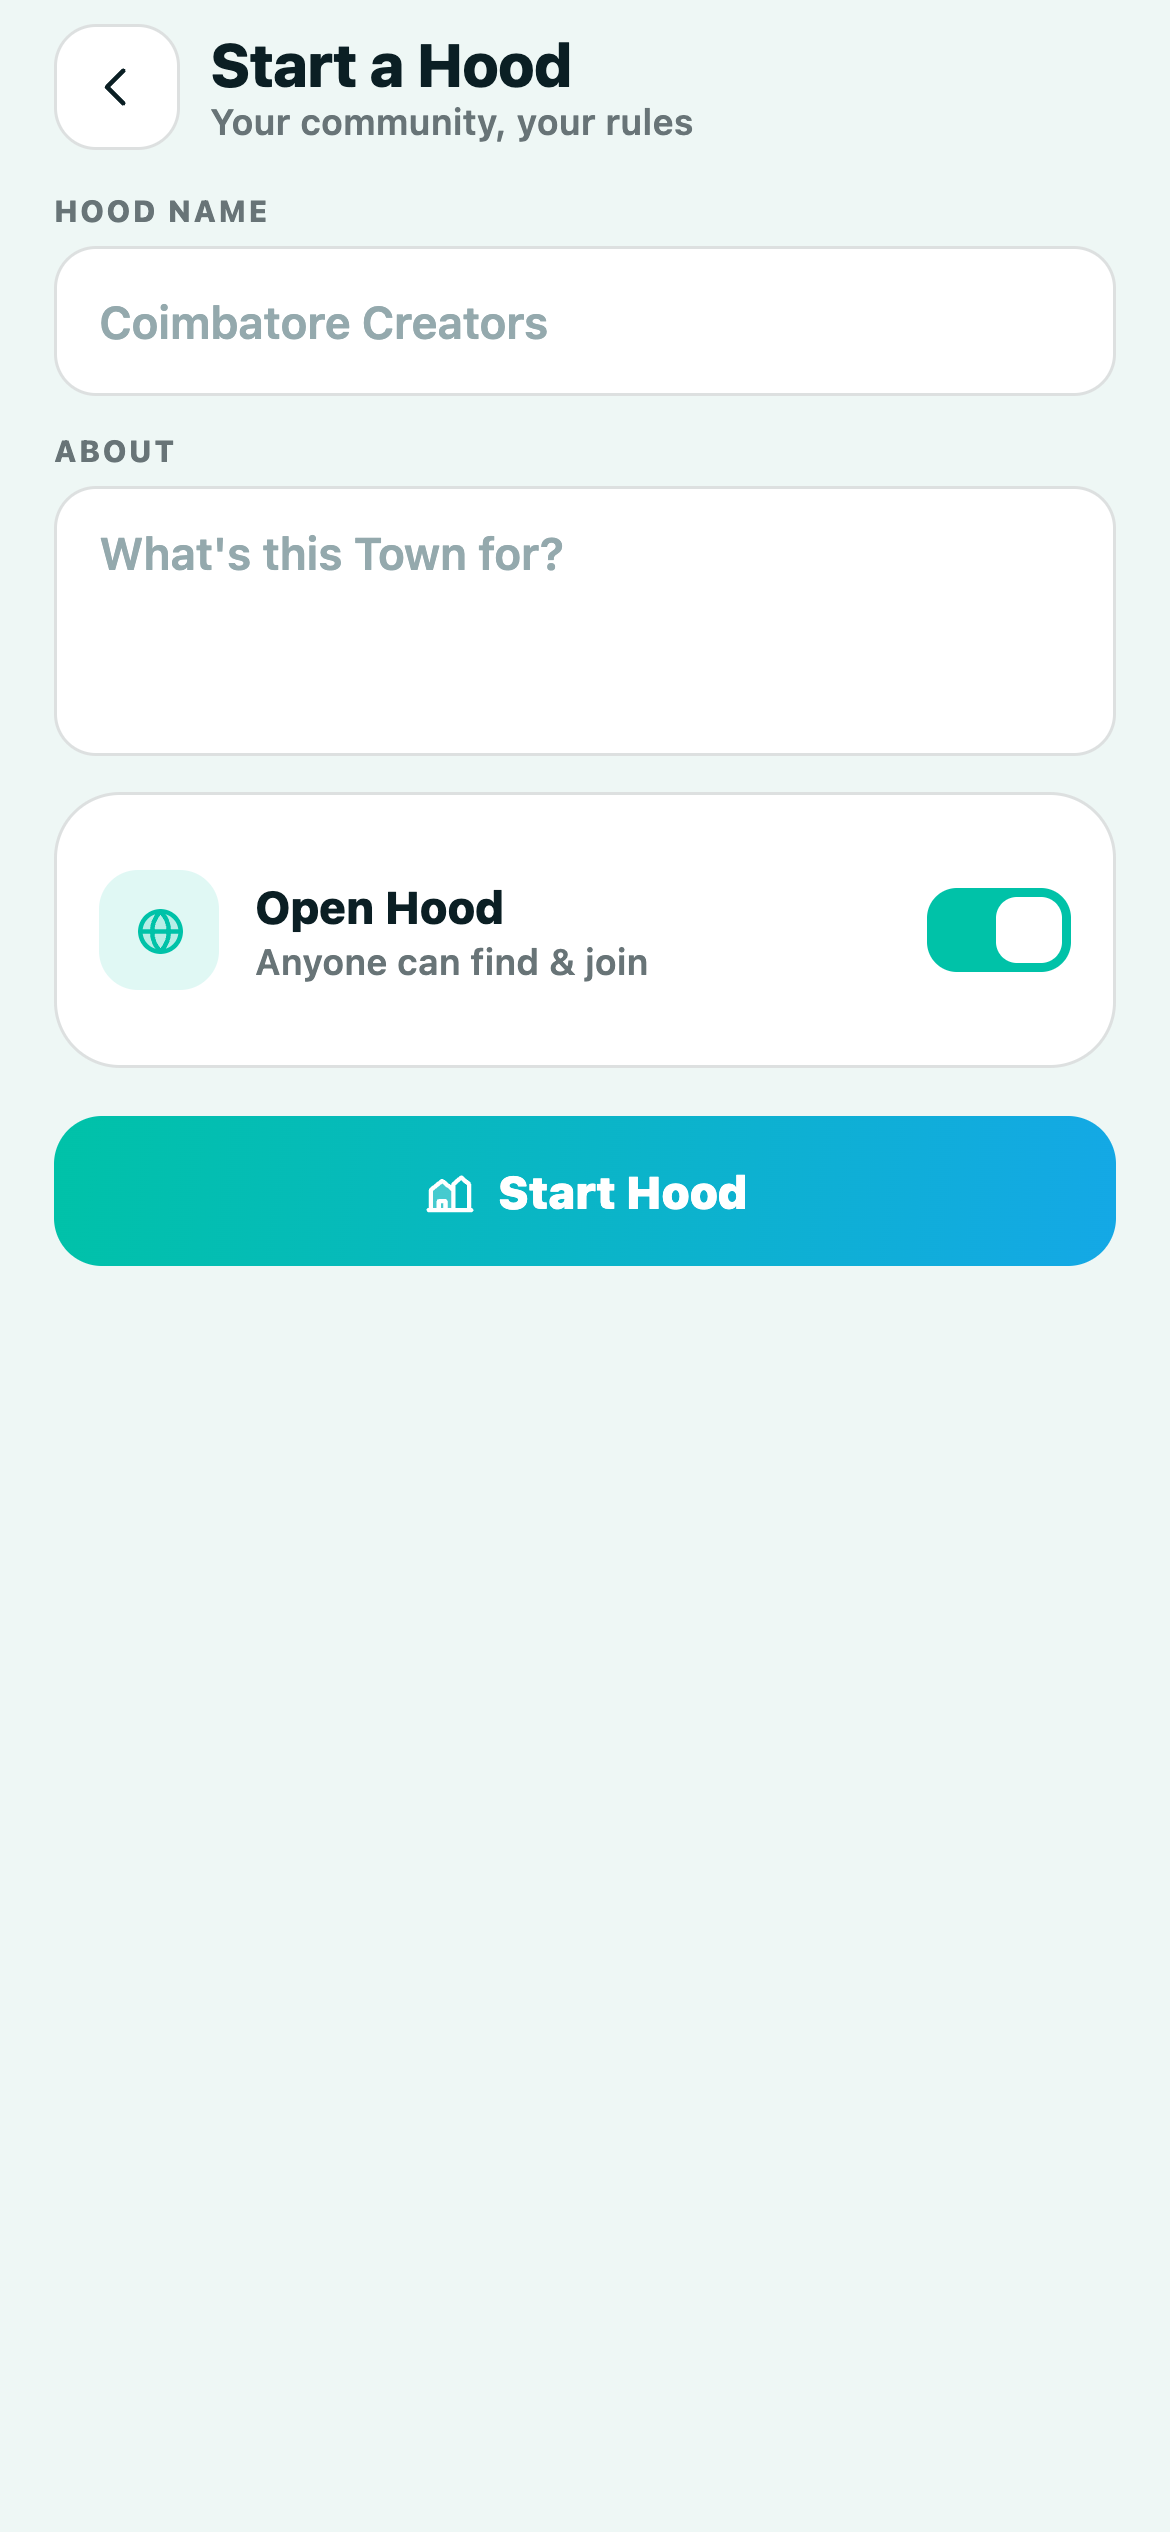 Start a Hood
Your community, your rules
HOOD NAME
Coimbatore Creators
ABOUT
What's this Town for?
Open Hood
Anyone can find & join
Start Hood